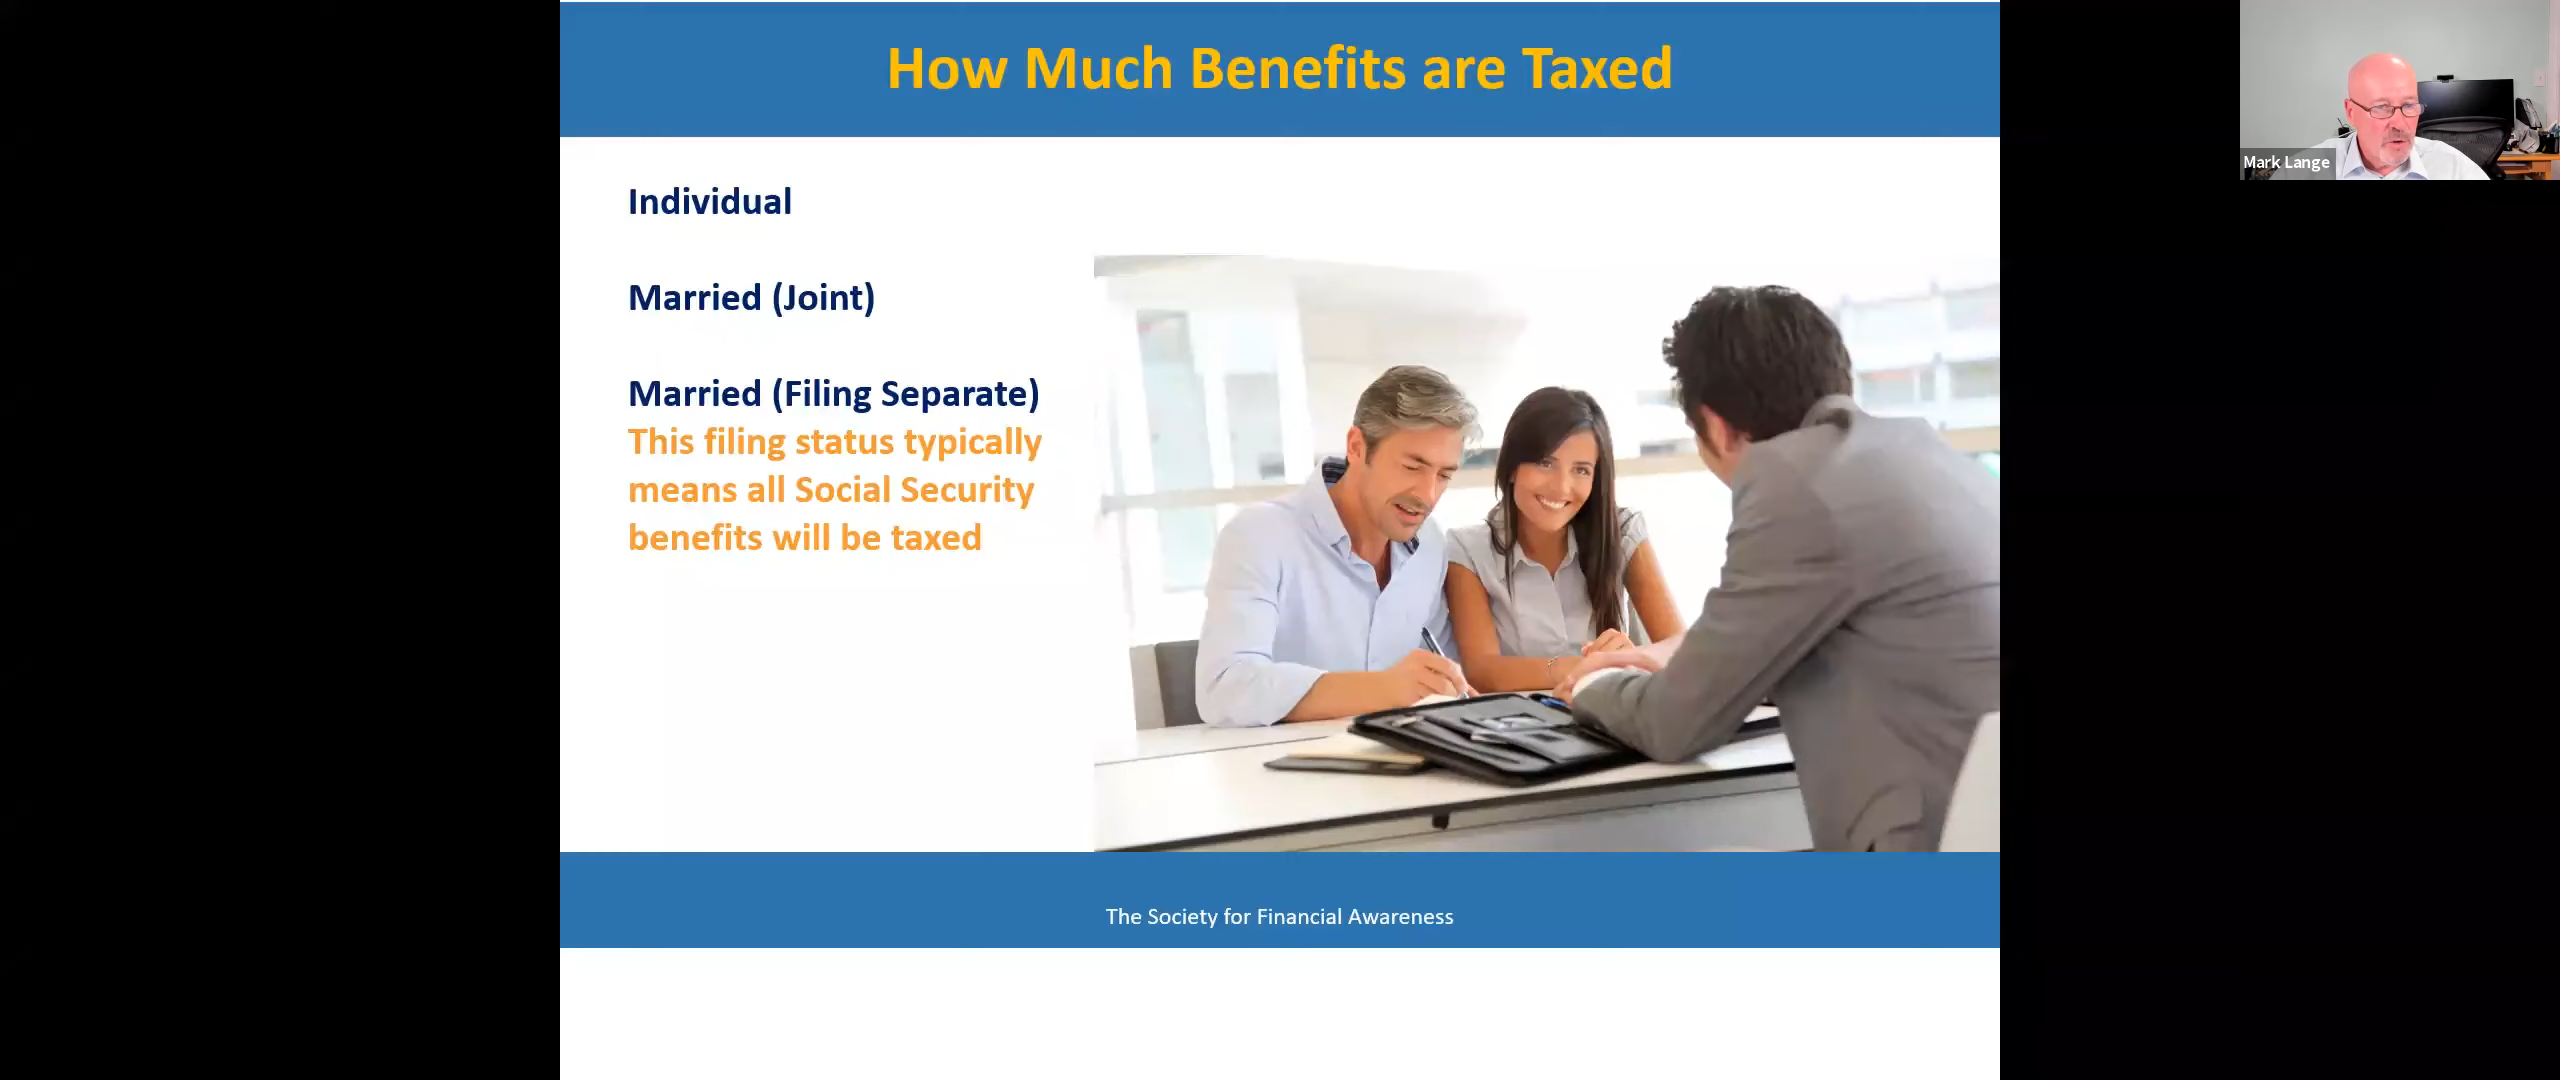 How Much Benefits are Taxed
Mark Lange
Individual
Married (Joint)
Married (Filing Separate)
This filing status typically
means all Social Security
benefits will be taxed
The Society for Financial Awareness